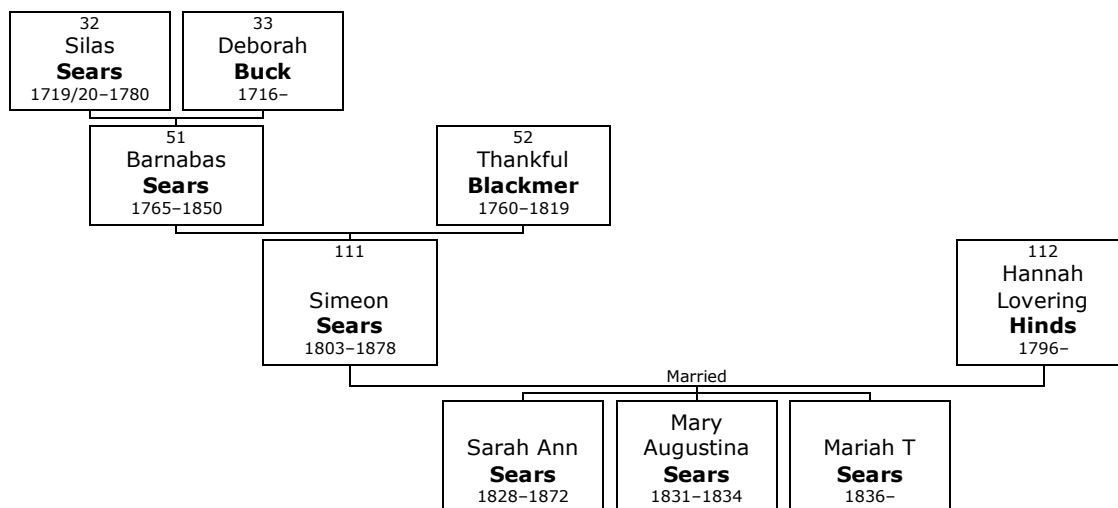 32
Silas
Sears
1719/20–1780
33
Deborah
Buck
1716–
51
Barnabas
Sears
1765–1850
52
Thankful
Blackmer
1760–1819
111
Simeon
Sears
1803–1878
112
Hannah
Lovering
Hinds
1796–
Married
Sarah Ann
Sears
1828–1872
Mary
Augustina
Sears
1831–1834
Mariah T
Sears
1836–